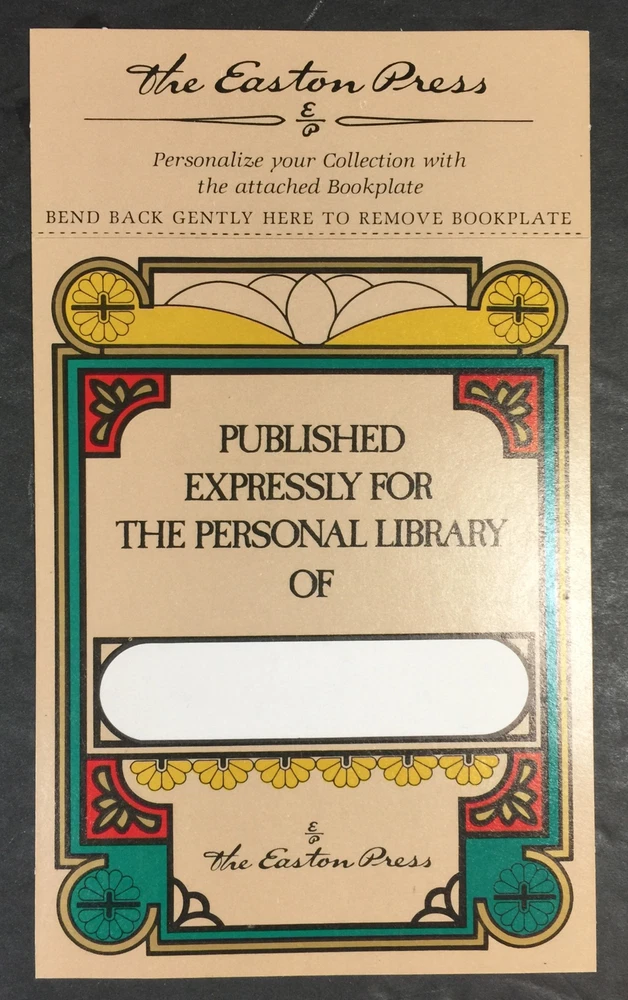 The Easton Press
E
P
Personalize your Collection with
the attached Bookplate
BEND BACK GENTLY HERE TO REMOVE BOOKPLATE
PUBLISHED
EXPRESSLY FOR
THE PERSONAL LIBRARY
OF
E
P
The Easton Press